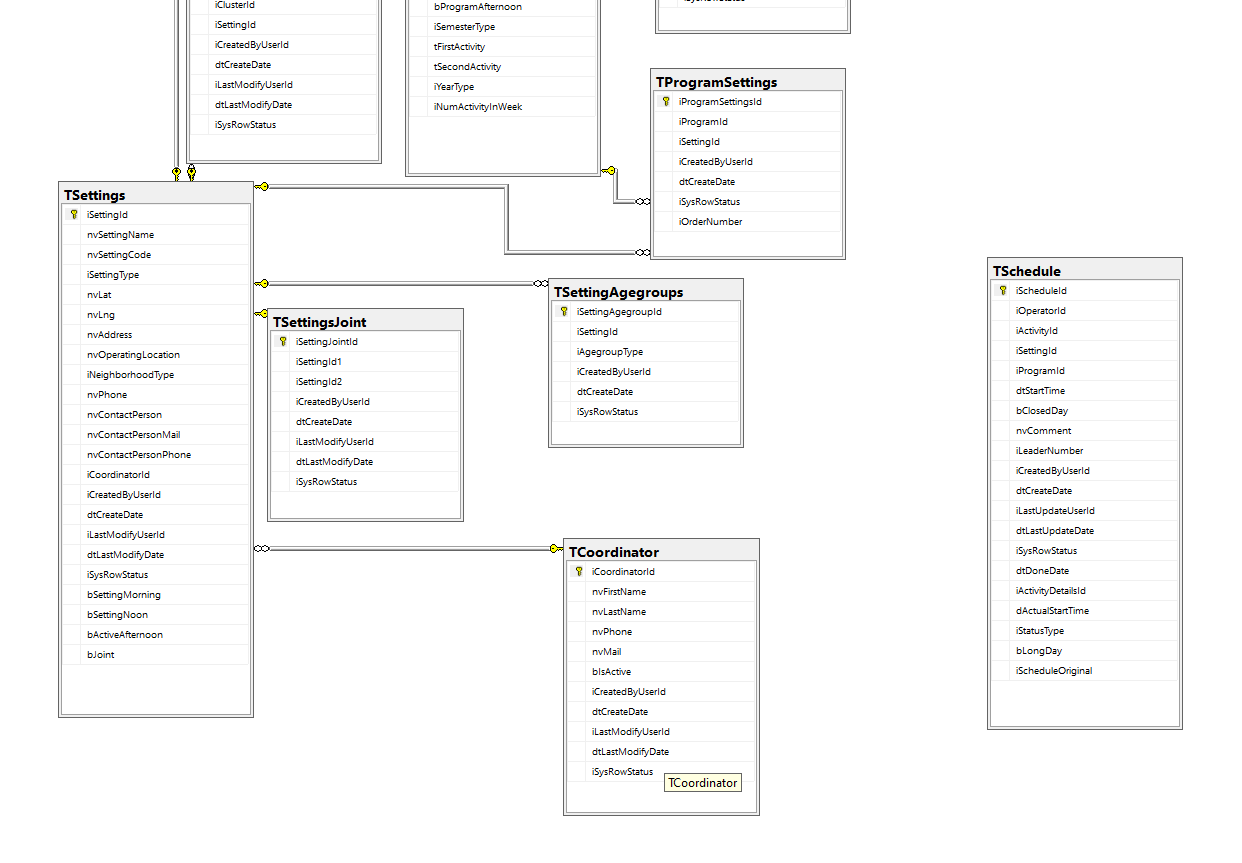 iClusterId
iSettingId
iCreatedByUserId
dtCreateDate
iLastModifyUserId
dtLastModifyDate
iSysRowStatus
bProgramAfternoon
iSemesterType
tFirstActivity
tSecondActivity
iYearType
iNumActivityInWeek
TProgramSettings
iProgramSettingsId
iProgramId
iSettingId
iCreatedByUserId
dtCreateDate
iSysRowStatus
iOrderNumber
TSettings
iSettingId
nvSettingName
nvSettingCode
iSettingType
nvLat
nvLng
nvAddress
nvOperatingLocation
iNeighborhoodType
nvPhone
nvContactPerson
nvContactPersonMail
nvContactPersonPhone
iCoordinatorId
iCreatedByUserId
dtCreateDate
iLastModifyUserId
dtLastModifyDate
iSysRowStatus
bSettingMorning
bSettingNoon
bActiveAfternoon
bJoint
TSettingsJoint
iSettingJointId
iSettingId1
iSettingId2
iCreatedByUserId
dtCreateDate
iLastModifyUserId
dtLastModifyDate
iSysRowStatus
TSettingAgegroups
iSettingAgegroupId
iSettingId
iAgegroupType
iCreatedByUserId
dtCreateDate
iSysRowStatus
TCoordinator
iCoordinatorId
nvFirstName
nvLastName
nvPhone
nvMail
bIsActive
iCreatedByUserId
dtCreateDate
iLastModifyUserId
dtLastModifyDate
iSysRowStatus
TCoordinator
TSchedule
iScheduleId
iOperatorId
iActivityId
iSettingId
iProgramId
dtStartTime
bClosedDay
nvComment
iLeaderNumber
iCreatedByUserId
dtCreateDate
iLastUpdateUserId
dtLastUpdateDate
iSysRowStatus
dtDoneDate
iActivityDetailsId
dActualStartTime
iStatusType
bLongDay
iScheduleOriginal